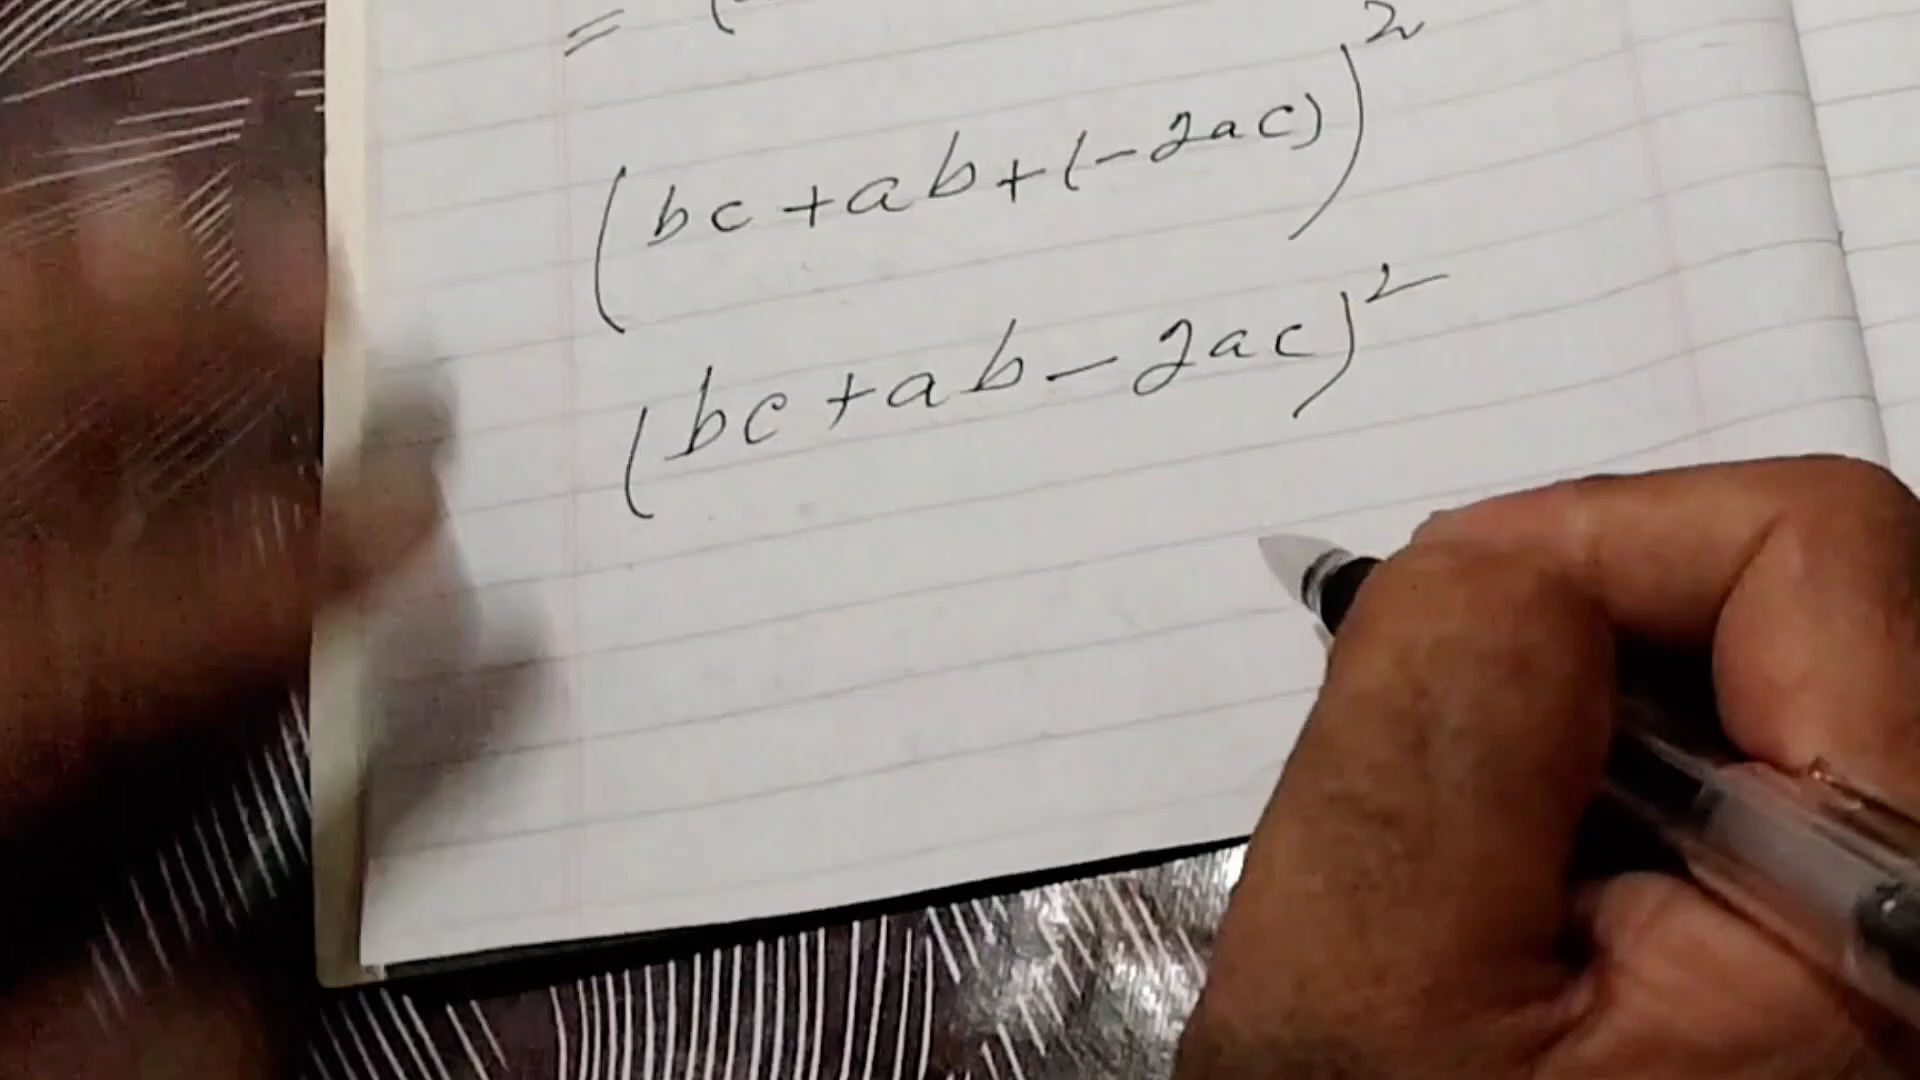 = (
(bc + ab + (-2ac))²
(bc + ab - 2ac)²